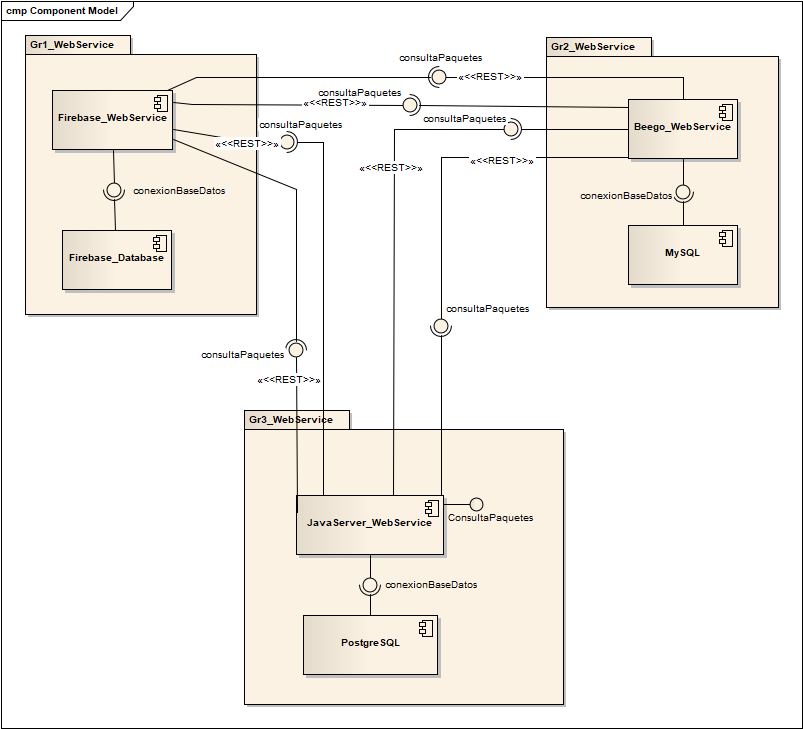 cmp Component Model
Gr1_WebService
Gr2_WebService
consultaPaquetes
«<<REST>>»
consultaPaquetes
«<<REST>>»
Firebase_WebService
consultaPaquetes
consultaPaquetes
Beego_WebService
«<<REST>>»
«<<REST>>»
«<<REST>>»
conexionBaseDatos
conexionBaseDatos
Firebase_Database
MySQL
consultaPaquetes
consultaPaquetes
«<<REST>>»
Gr3_WebService
JavaServer_WebService
ConsultaPaquetes
conexionBaseDatos
PostgreSQL